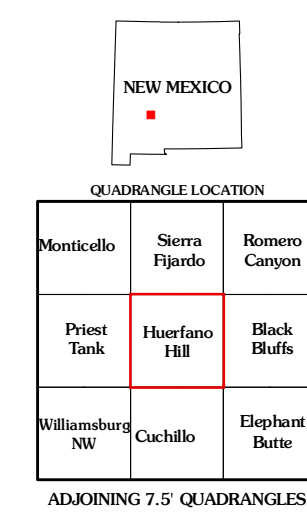 NEW MEXICO
QUADRANGLE LOCATION
Monticello
Sierra
Fijardo
Romero
Canyon
Priest
Tank
Huerfano
Hill
Black
Bluffs
Williamsburg
NW
Cuchillo
Elephant
Butte
ADJOINING 7.5' QUADRANGLES